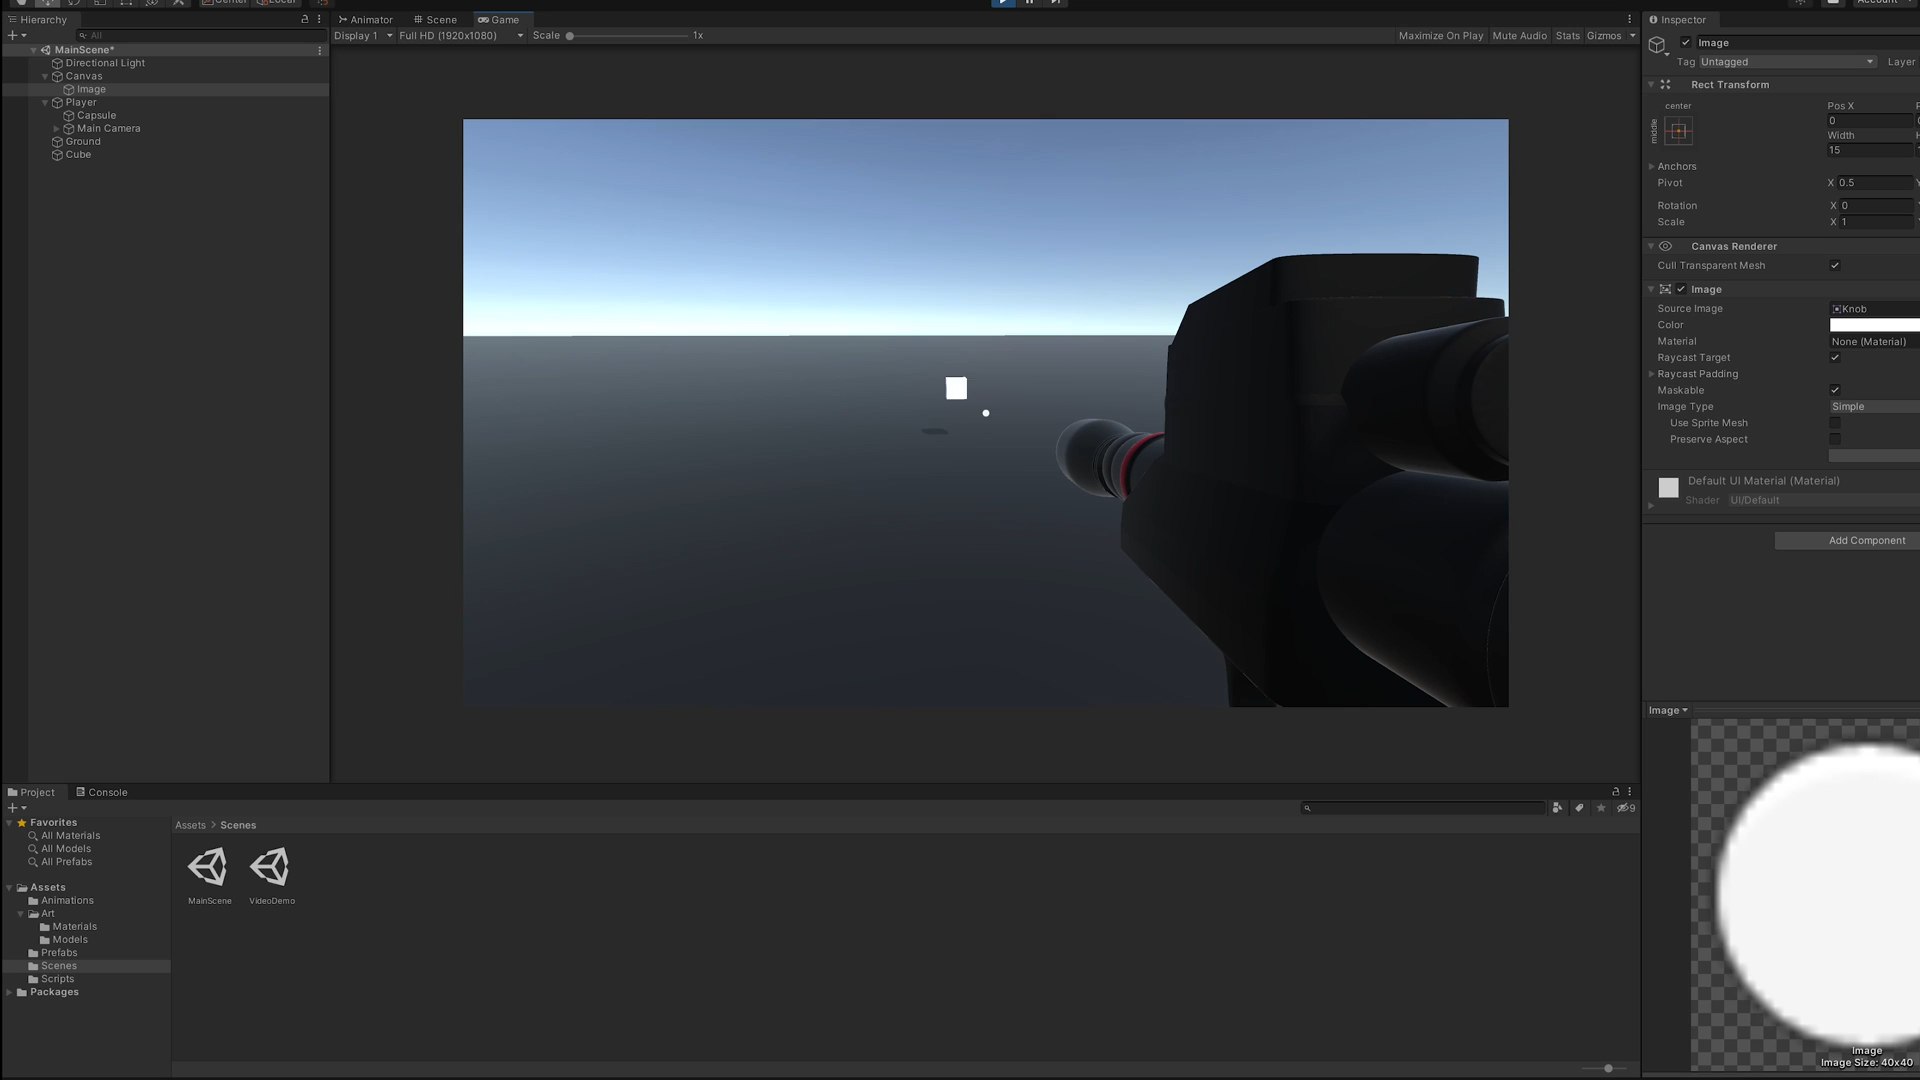 Center
Local
Account
Hierarchy
All
MainScene*
Directional Light
Canvas
Image
Player
Capsule
Main Camera
Ground
Cube
Animator
Scene
Game
Display 1
Full HD (1920x1080)
Scale
1x
Maximize On Play
Mute Audio
Stats
Gizmos
Inspector
Image
Tag
Untagged
Layer
Rect Transform
center
middle
Pos X
0
Width
15
Anchors
Pivot
X 0.5
Rotation
X 0
Scale
X 1
Canvas Renderer
Cull Transparent Mesh
Image
Source Image
Knob
Color
Material
None (Material)
Raycast Target
Raycast Padding
Maskable
Image Type
Simple
Use Sprite Mesh
Preserve Aspect
Default UI Material (Material)
Shader
UI/Default
Add Component
Image
Image
Image Size: 40x40
Project
Console
9
Favorites
All Materials
All Models
All Prefabs
Assets
Animations
Art
Materials
Models
Prefabs
Scenes
Scripts
Packages
Assets > Scenes
MainScene
VideoDemo